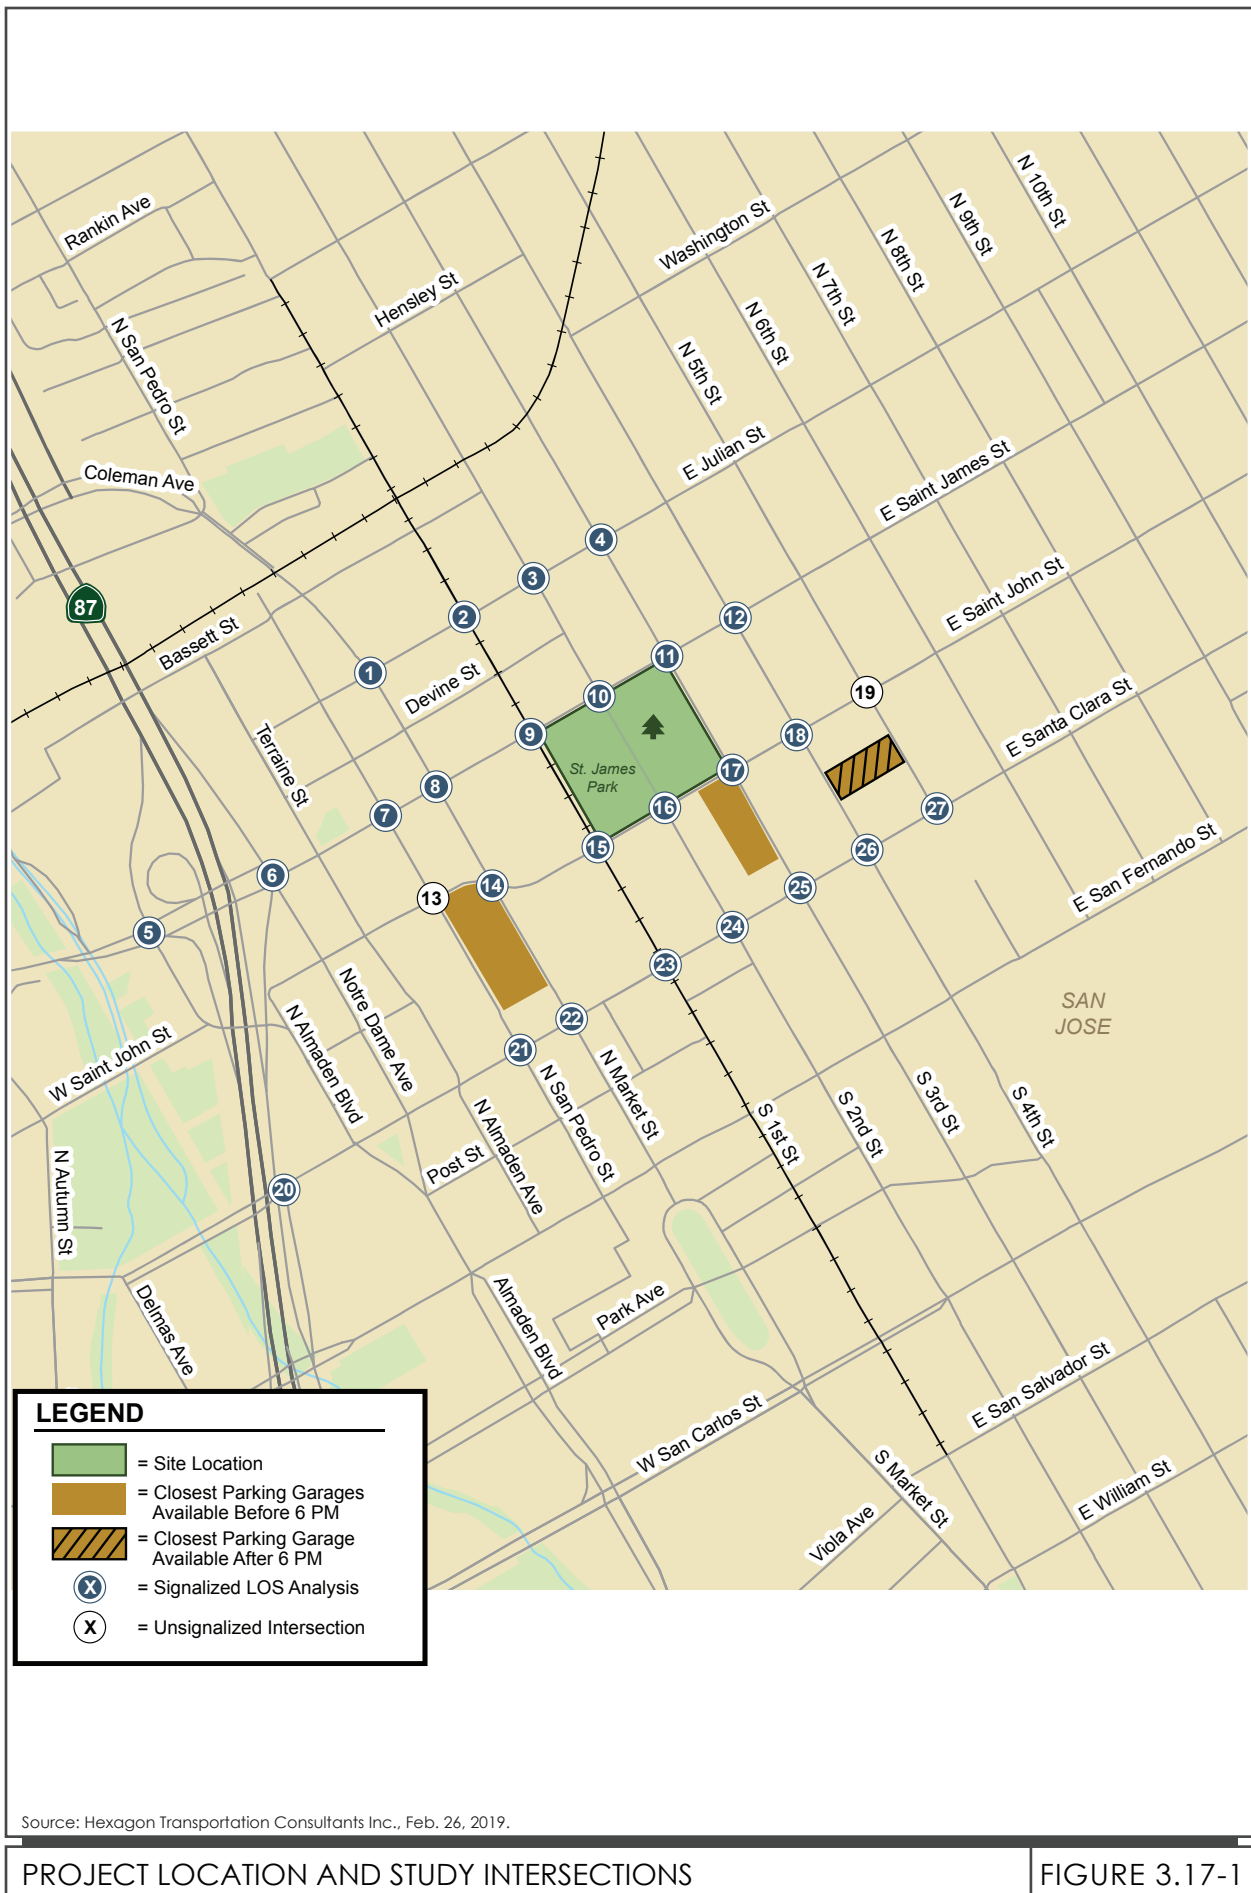 Rankin Ave
N San Pedro St
Hensley St
Washington St
N 5th St
N 6th St
N 7th St
N 8th St
N 9th St
N 10th St
Coleman Ave
E Julian St
E Saint James St
E Saint John St
E Santa Clara St
E San Fernando St
87
Bassett St
Devine St
Terraine St
1
2
3
4
5
6
7
8
9
10
11
12
13
14
15
16
17
18
19
20
21
22
23
24
25
26
27
St. James
Park
SAN
JOSE
W Saint John St
N Almaden Blvd
Notre Dame Ave
N Almaden Ave
N San Pedro St
N Market St
Post St
S 1st St
S 2nd St
S 3rd St
S 4th St
N Autumn St
Delmas Ave
Almaden Blvd
Park Ave
W San Carlos St
E San Salvador St
S Market St
Viola Ave
E William St
LEGEND
= Site Location
= Closest Parking Garages
Available Before 6 PM
= Closest Parking Garage
Available After 6 PM
X = Signalized LOS Analysis
X = Unsignalized Intersection
Source: Hexagon Transportation Consultants Inc., Feb. 26, 2019.
PROJECT LOCATION AND STUDY INTERSECTIONS
FIGURE 3.17-1